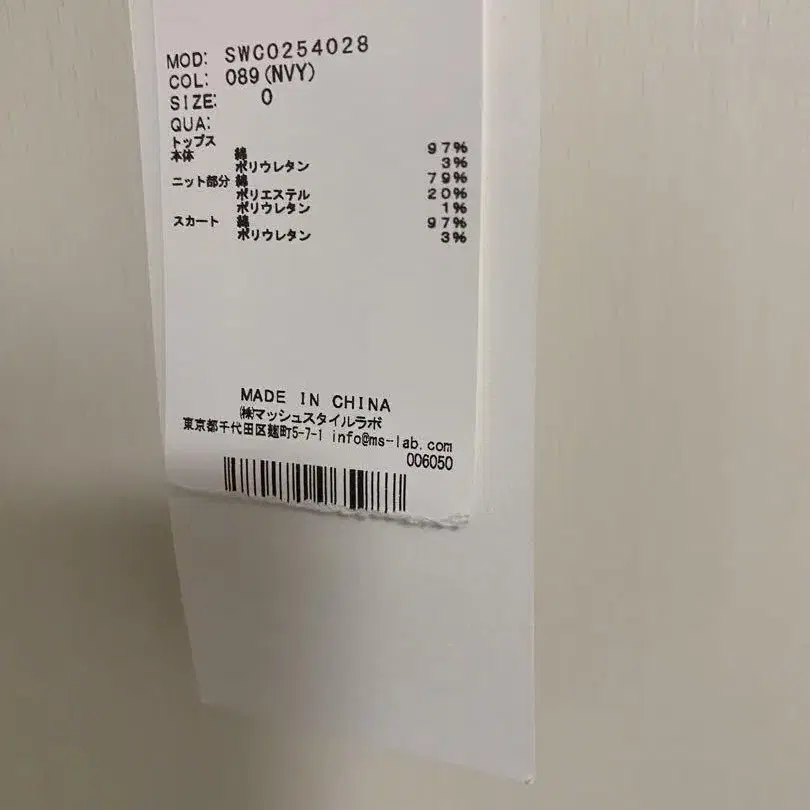 MOD: SWC0254028
COL: 089(NVY)
SIZE: 0
QUA:
トップス
本体 綿 97%
ポリウレタン 3%
ニット部分 綿 79%
ポリエステル 20%
ポリウレタン 1%
スカート 綿 97%
ポリウレタン 3%
MADE IN CHINA
㈱マッシュスタイルラボ
東京都千代田区麹町5-7-1 info@ms-lab.com
006050